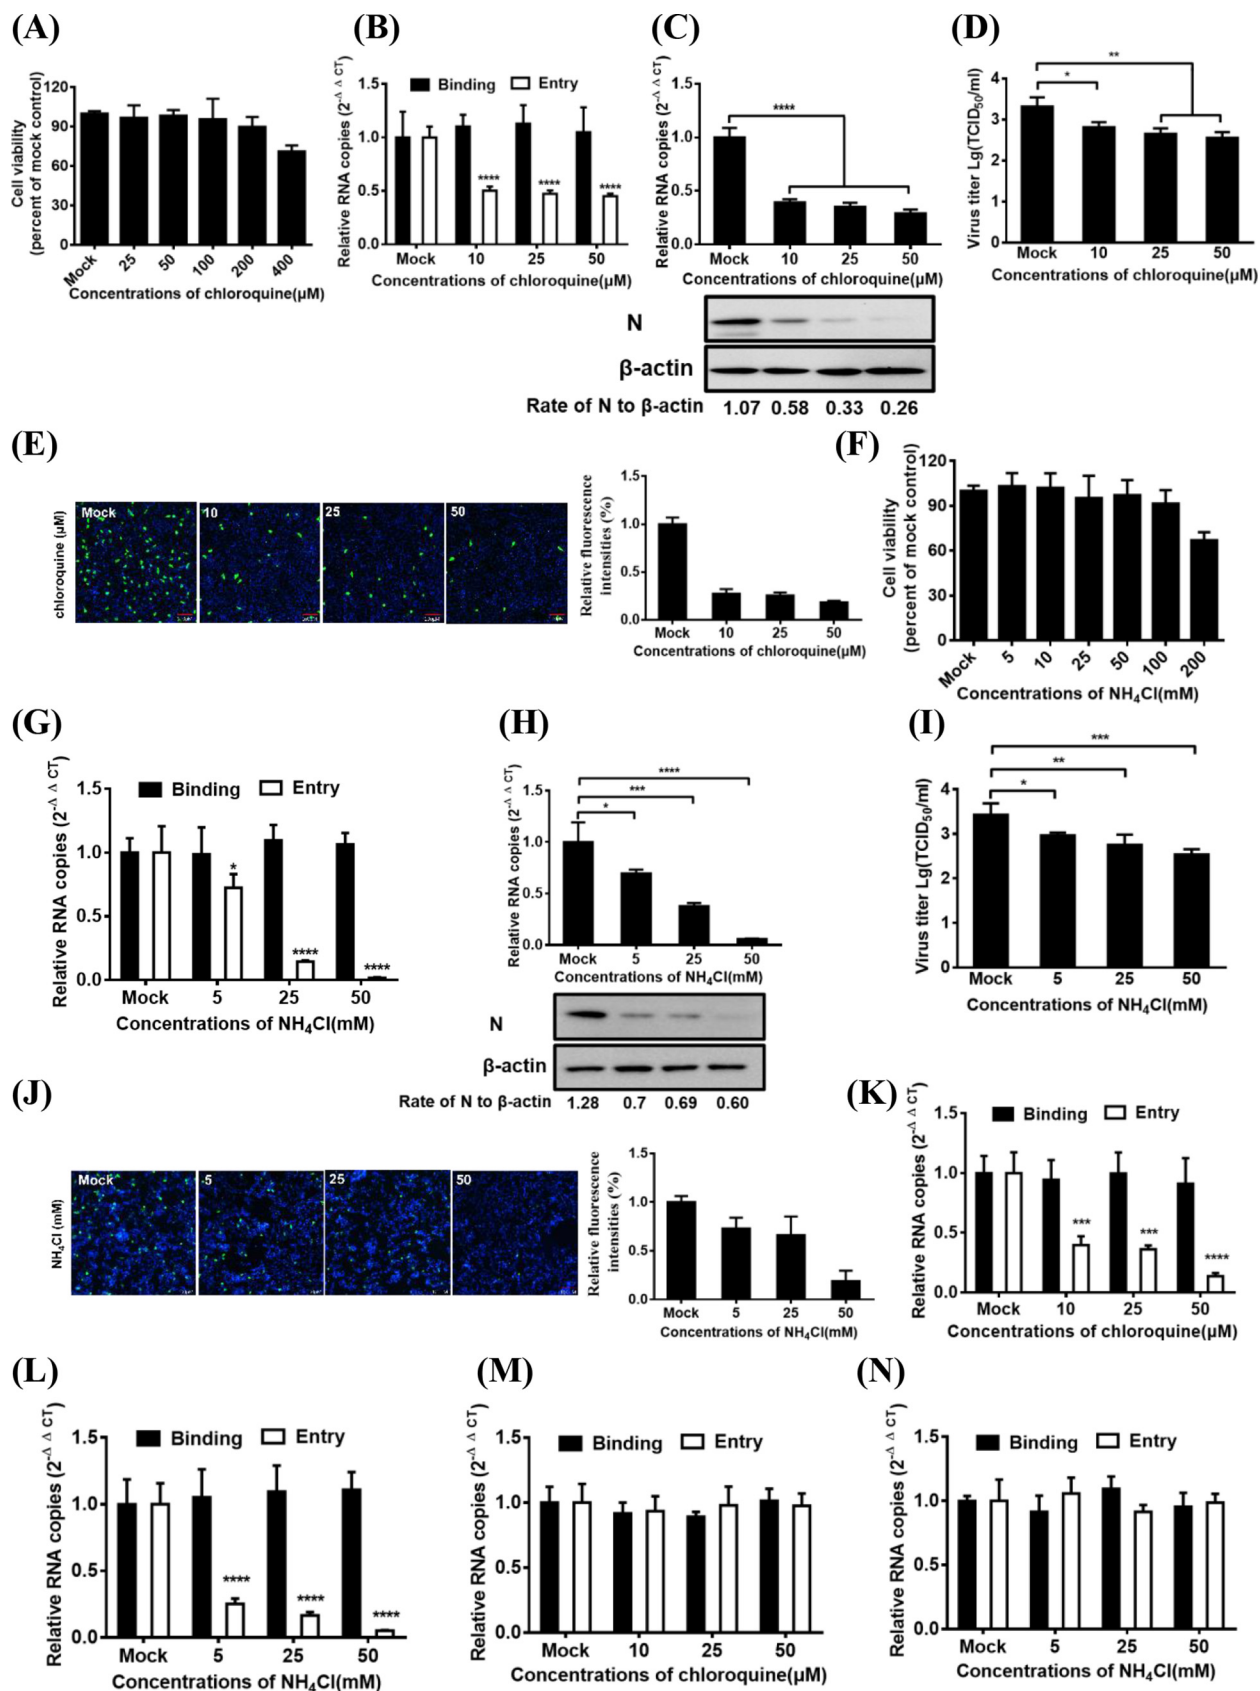 (A)
Cell viability
(percent of mock control)
120
90
60
30
0
Mock 25 50 100 200 400
Concentrations of chloroquine(μM)
(B)
Relative RNA copies (2-Δ Δ CT)
Binding Entry
1.5
1.0
0.5
0.0
**** **** ****
Mock 10 25 50
Concentrations of chloroquine(μM)
(C)
Relative RNA copies (2-Δ Δ CT)
1.5
1.0
0.5
0.0
****
Mock 10 25 50
Concentrations of chloroquine(μM)
N
β-actin
Rate of N to β-actin 1.07 0.58 0.33 0.26
(D)
Virus titer Lg(TCID50/ml)
4
3
2
1
0
**
*
Mock 10 25 50
Concentrations of chloroquine(μM)
(E)
chloroquine (μM)
Mock 10 25 50
Relative fluorescence
intensities (%)
1.5
1.0
0.5
0.0
Mock 10 25 50
Concentrations of chloroquine(μM)
(F)
Cell viability
(percent of mock control)
120
90
60
30
0
Mock 5 10 25 50 100 200
Concentrations of NH4Cl(mM)
(G)
Relative RNA copies (2-Δ Δ CT)
Binding Entry
1.5
1.0
0.5
0.0
* **** ****
Mock 5 25 50
Concentrations of NH4Cl(mM)
(H)
Relative RNA copies (2-Δ Δ CT)
1.5
1.0
0.5
0.0
****
***
*
Mock 5 25 50
Concentrations of NH4Cl(mM)
N
β-actin
Rate of N to β-actin 1.28 0.7 0.69 0.60
(I)
Virus titer Lg(TCID50/ml)
4
3
2
1
0
***
**
*
Mock 5 25 50
Concentrations of NH4Cl(mM)
(J)
NH4Cl (mM)
Mock 5 25 50
Relative fluorescence
intensities (%)
1.5
1.0
0.5
0.0
Mock 5 25 50
Concentrations of NH4Cl(mM)
(K)
Relative RNA copies (2-Δ Δ CT)
Binding Entry
1.5
1.0
0.5
0.0
*** *** ****
Mock 10 25 50
Concentrations of chloroquine(μM)
(L)
Relative RNA copies (2-Δ Δ CT)
Binding Entry
1.5
1.0
0.5
0.0
**** **** ****
Mock 5 25 50
Concentrations of NH4Cl(mM)
(M)
Relative RNA copies (2-Δ Δ CT)
Binding Entry
1.5
1.0
0.5
0.0
Mock 10 25 50
Concentrations of chloroquine(μM)
(N)
Relative RNA copies (2-Δ Δ CT)
Binding Entry
1.5
1.0
0.5
0.0
Mock 5 25 50
Concentrations of NH4Cl(mM)